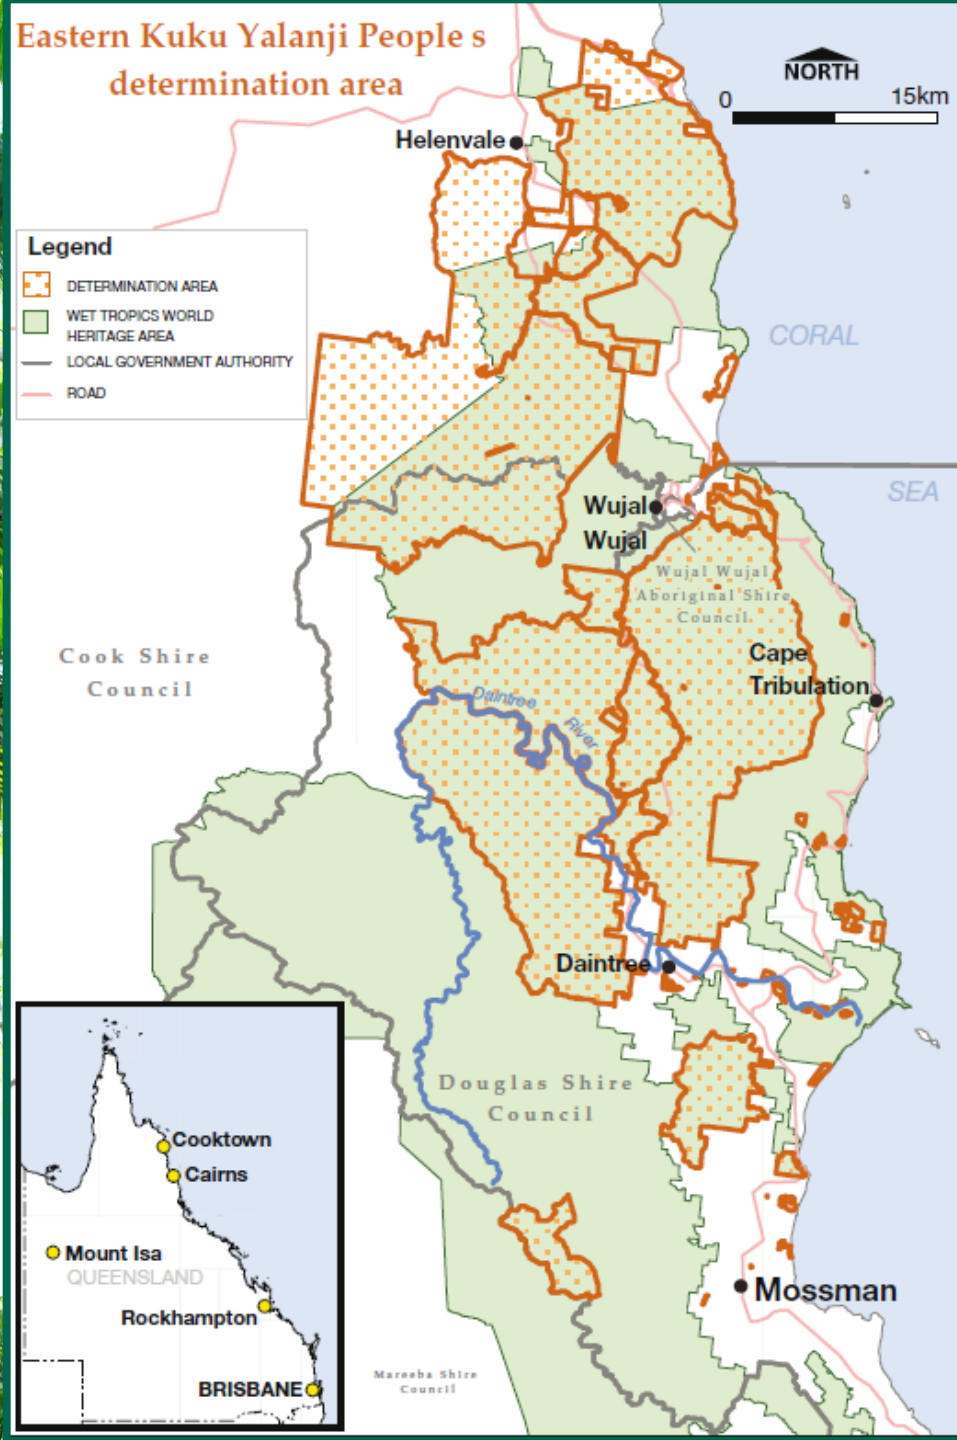 Eastern Kuku Yalanji People s
determination area
NORTH
0 15km
Helenvale
Legend
DETERMINATION AREA
WET TROPICS WORLD
HERITAGE AREA
LOCAL GOVERNMENT AUTHORITY
ROAD
CORAL
SEA
Wujal
Wujal
Wujal Wujal
Aboriginal Shire
Council
Cook Shire
Council
Cape
Tribulation
Daintree
River
Daintree
Douglas Shire
Council
Mossman
Mareeba Shire
Council
Cooktown
Cairns
Mount Isa
QUEENSLAND
Rockhampton
BRISBANE